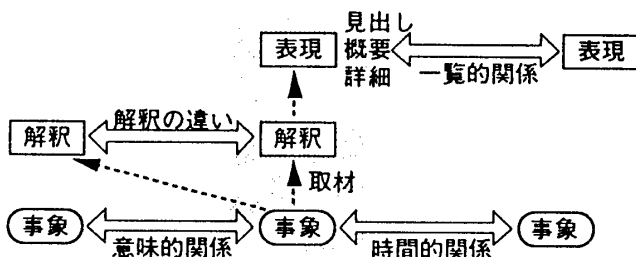 見出し
表現
概要
表現
詳細
一覧的関係
解釈の違い
解釈
解釈
取材
事象
事象
事象
意味的関係
時間的関係